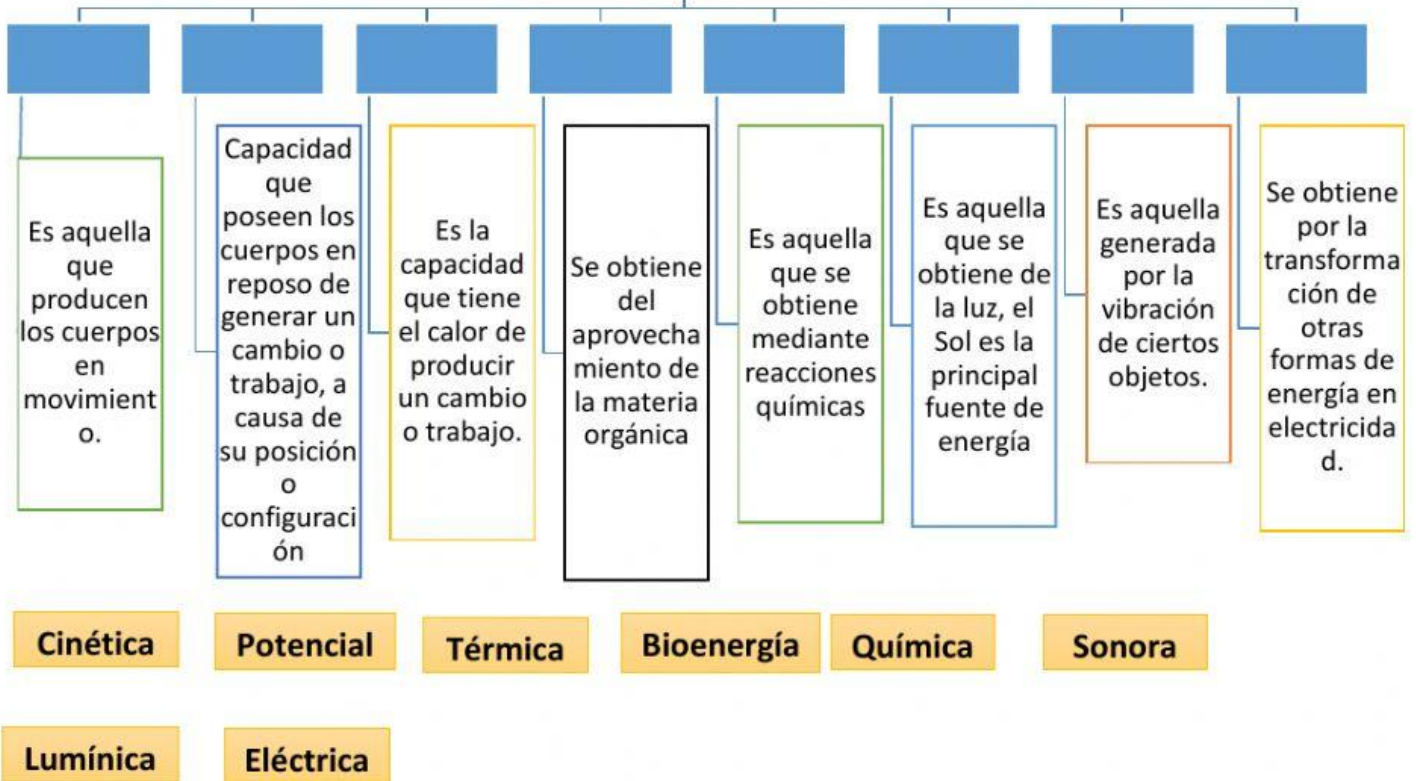 Es aquella
que
producen
los cuerpos
en
movimient
o.
Capacidad
que
poseen los
cuerpos en
reposo de
generar un
cambio o
trabajo, a
causa de
su posición
o
configuraci
ón
Es la
capacidad
que tiene
el calor de
producir
un cambio
o trabajo.
Se obtiene
del
aprovecha
miento de
la materia
orgánica
Es aquella
que se
obtiene
mediante
reacciones
químicas
Es aquella
que se
obtiene de
la luz, el
Sol es la
principal
fuente de
energía
Es aquella
generada
por la
vibración
de ciertos
objetos.
Se obtiene
por la
transforma
ción de
otras
formas de
energía en
electricida
d.
Cinética
Potencial
Térmica
Bioenergía
Química
Sonora
Lumínica
Eléctrica